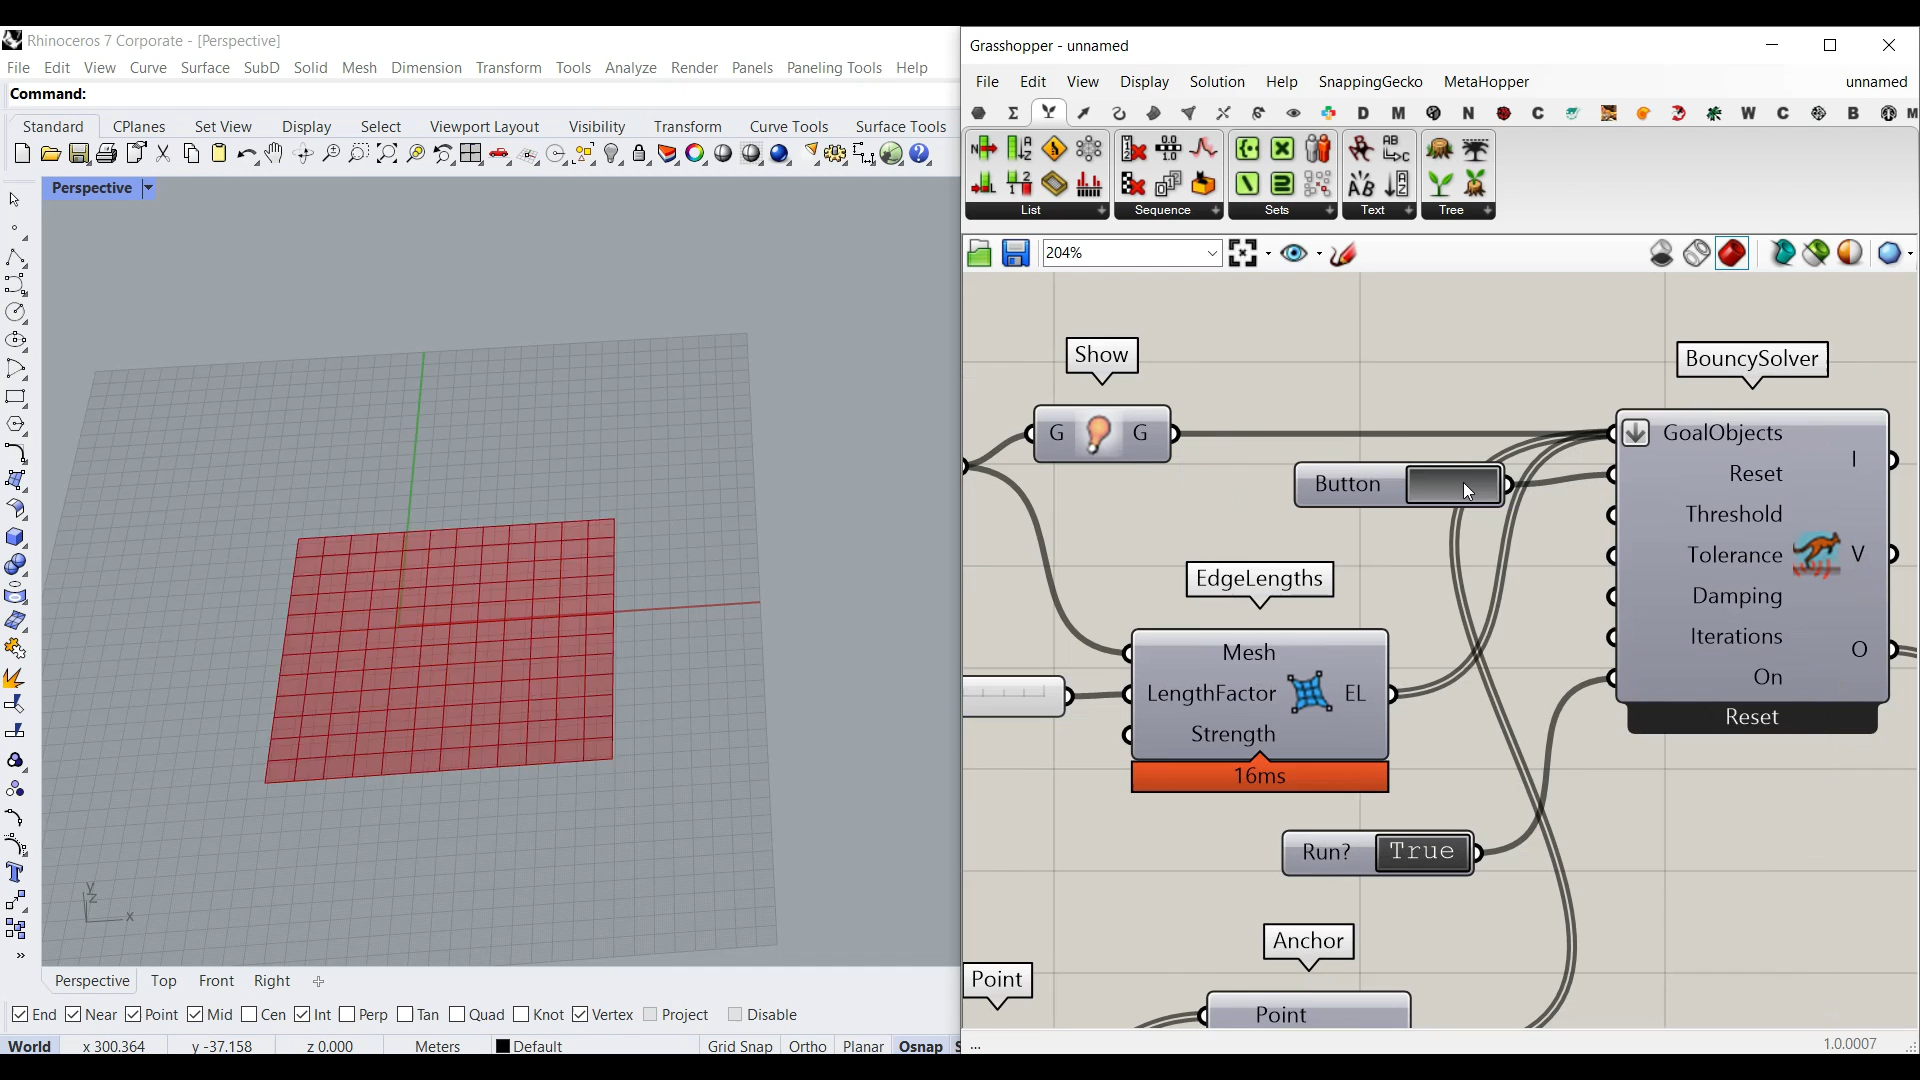 Rhinoceros 7 Corporate - [Perspective]
File Edit View Curve Surface SubD Solid Mesh Dimension Transform Tools Analyze Render Panels Paneling Tools Help
Command:
Standard CPlanes Set View Display Select Viewport Layout Visibility Transform Curve Tools Surface Tools
Perspective
y
z
x
Perspective Top Front Right
End Near Point Mid Cen Int Perp Tan Quad Knot Vertex Project Disable
World x 300.364 y -37.158 z 0.000 Meters Default Grid Snap Ortho Planar Osnap S
Grasshopper - unnamed
File Edit View Display Solution Help SnappingGecko MetaHopper unnamed
D M N C W C B M
List Sequence Sets Text Tree
204%
Show
G G
BouncySolver
GoalObjects
Reset
Threshold
Tolerance
Damping
Iterations
On
I
V
O
Reset
Button
EdgeLengths
Mesh
LengthFactor
Strength
EL
16ms
Run? True
Anchor
Point
Point
...
1.0.0007